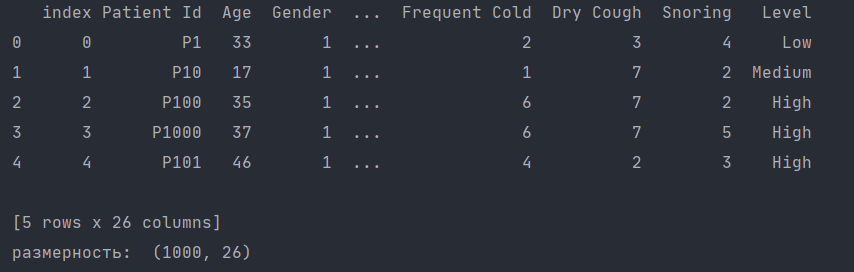 index Patient Id Age Gender ... Frequent Cold Dry Cough Snoring Level
0 0 P1 33 1 ... 2 3 4 Low
1 1 P10 17 1 ... 1 7 2 Medium
2 2 P100 35 1 ... 6 7 2 High
3 3 P1000 37 1 ... 6 7 5 High
4 4 P101 46 1 ... 4 2 3 High
[5 rows x 26 columns]
размерность: (1000, 26)